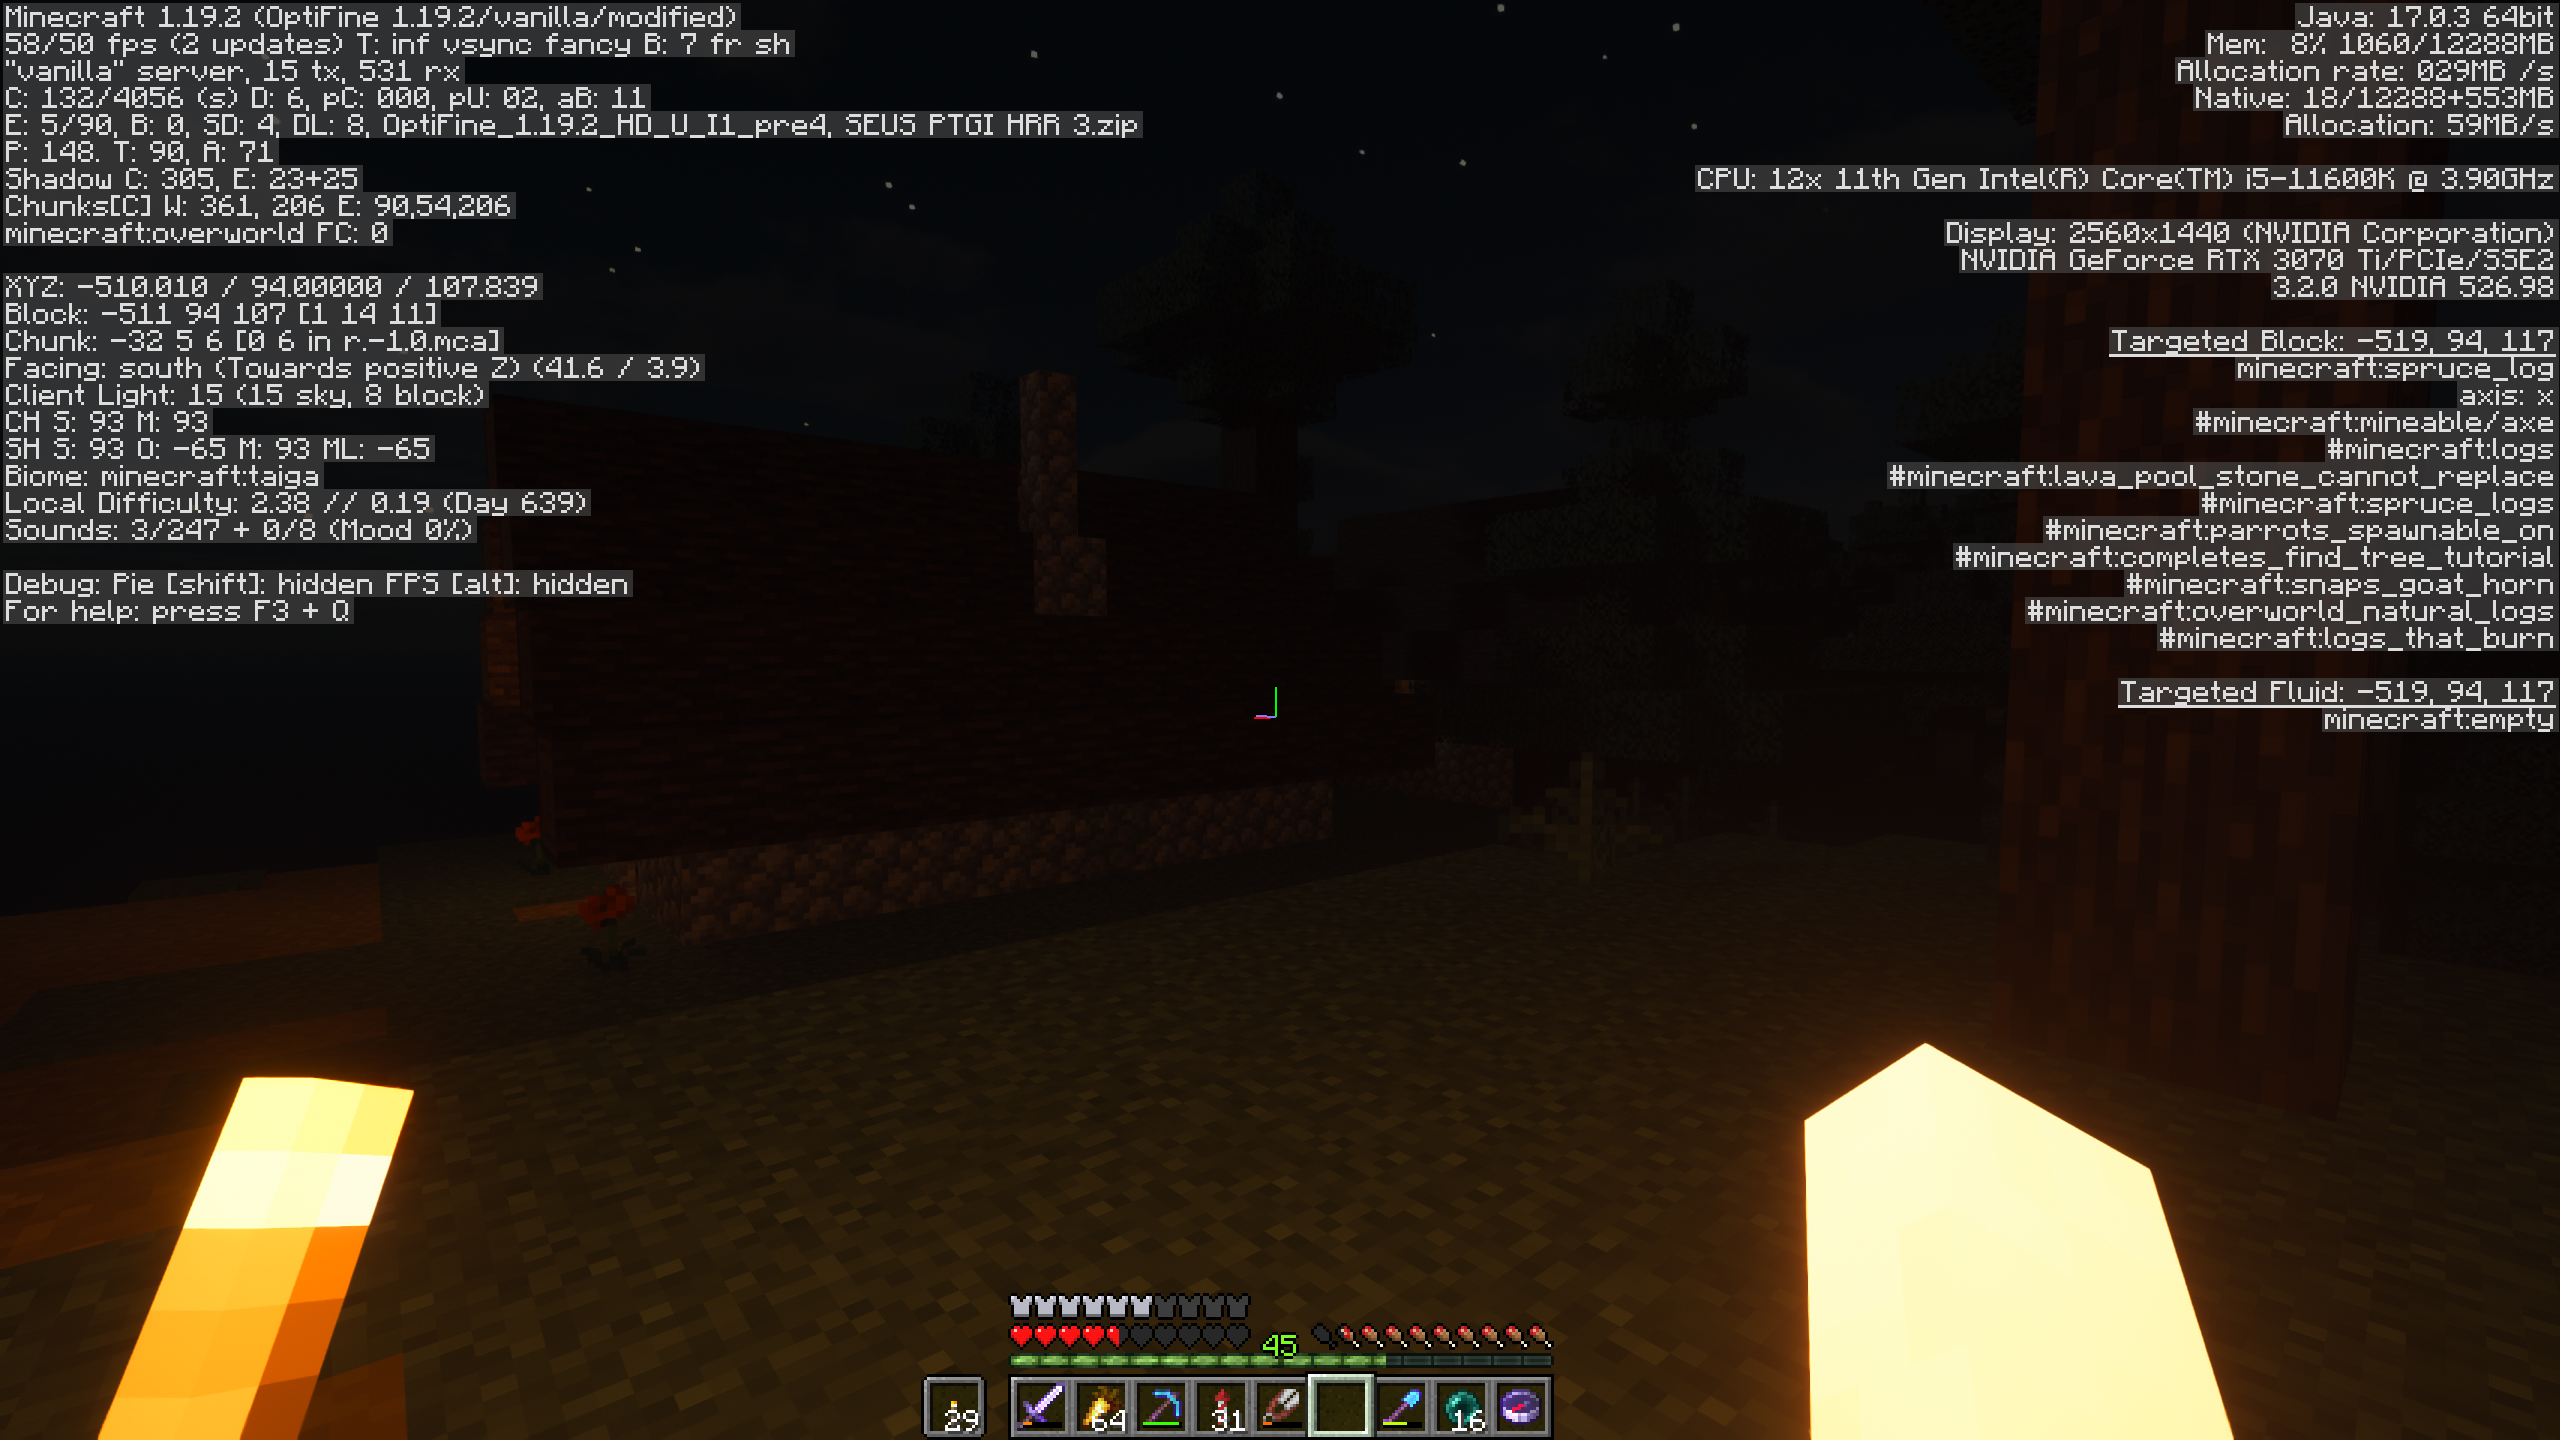 Minecraft 1.19.2 (OptiFine 1.19.2/vanilla/modified)
58/50 fps (2 updates) T: inf vsync fancy B: 7 fr sh
"vanilla" server, 15 tx, 531 rx
C: 132/4056 (s) D: 6, pC: 000, pU: 02, aB: 11
E: 5/90, B: 0, SD: 4, DL: 8, OptiFine_1.19.2_HD_U_I1_pre4, SEUS PTGI HRR 3.zip
P: 148. T: 90, A: 71
Shadow C: 305, E: 23+25
Chunks[C] W: 361, 206 E: 90,54,206
minecraft:overworld FC: 0
XYZ: -510.010 / 94.00000 / 107.839
Block: -511 94 107 [1 14 11]
Chunk: -32 5 6 [0 6 in r.-1.0.mca]
Facing: south (Towards positive Z) (41.6 / 3.9)
Client Light: 15 (15 sky, 8 block)
CH S: 93 M: 93
SH S: 93 O: -65 M: 93 ML: -65
Biome: minecraft:taiga
Local Difficulty: 2.38 // 0.19 (Day 639)
Sounds: 3/247 + 0/8 (Mood 0%)
Debug: Pie [shift]: hidden FPS [alt]: hidden
For help: press F3 + Q
Java: 17.0.3 64bit
Mem: 8% 1060/12288MB
Allocation rate: 029MB /s
Native: 18/12288+553MB
Allocation: 59MB/s
CPU: 12x 11th Gen Intel(R) Core(TM) i5-11600K @ 3.90GHz
Display: 2560x1440 (NVIDIA Corporation)
NVIDIA GeForce RTX 3070 Ti/PCIe/SSE2
3.2.0 NVIDIA 526.98
Targeted Block: -519, 94, 117
minecraft:spruce_log
axis: x
#minecraft:mineable/axe
#minecraft:logs
#minecraft:lava_pool_stone_cannot_replace
#minecraft:spruce_logs
#minecraft:parrots_spawnable_on
#minecraft:completes_find_tree_tutorial
#minecraft:snaps_goat_horn
#minecraft:overworld_natural_logs
#minecraft:logs_that_burn
Targeted Fluid: -519, 94, 117
minecraft:empty
45
29 64 31 16